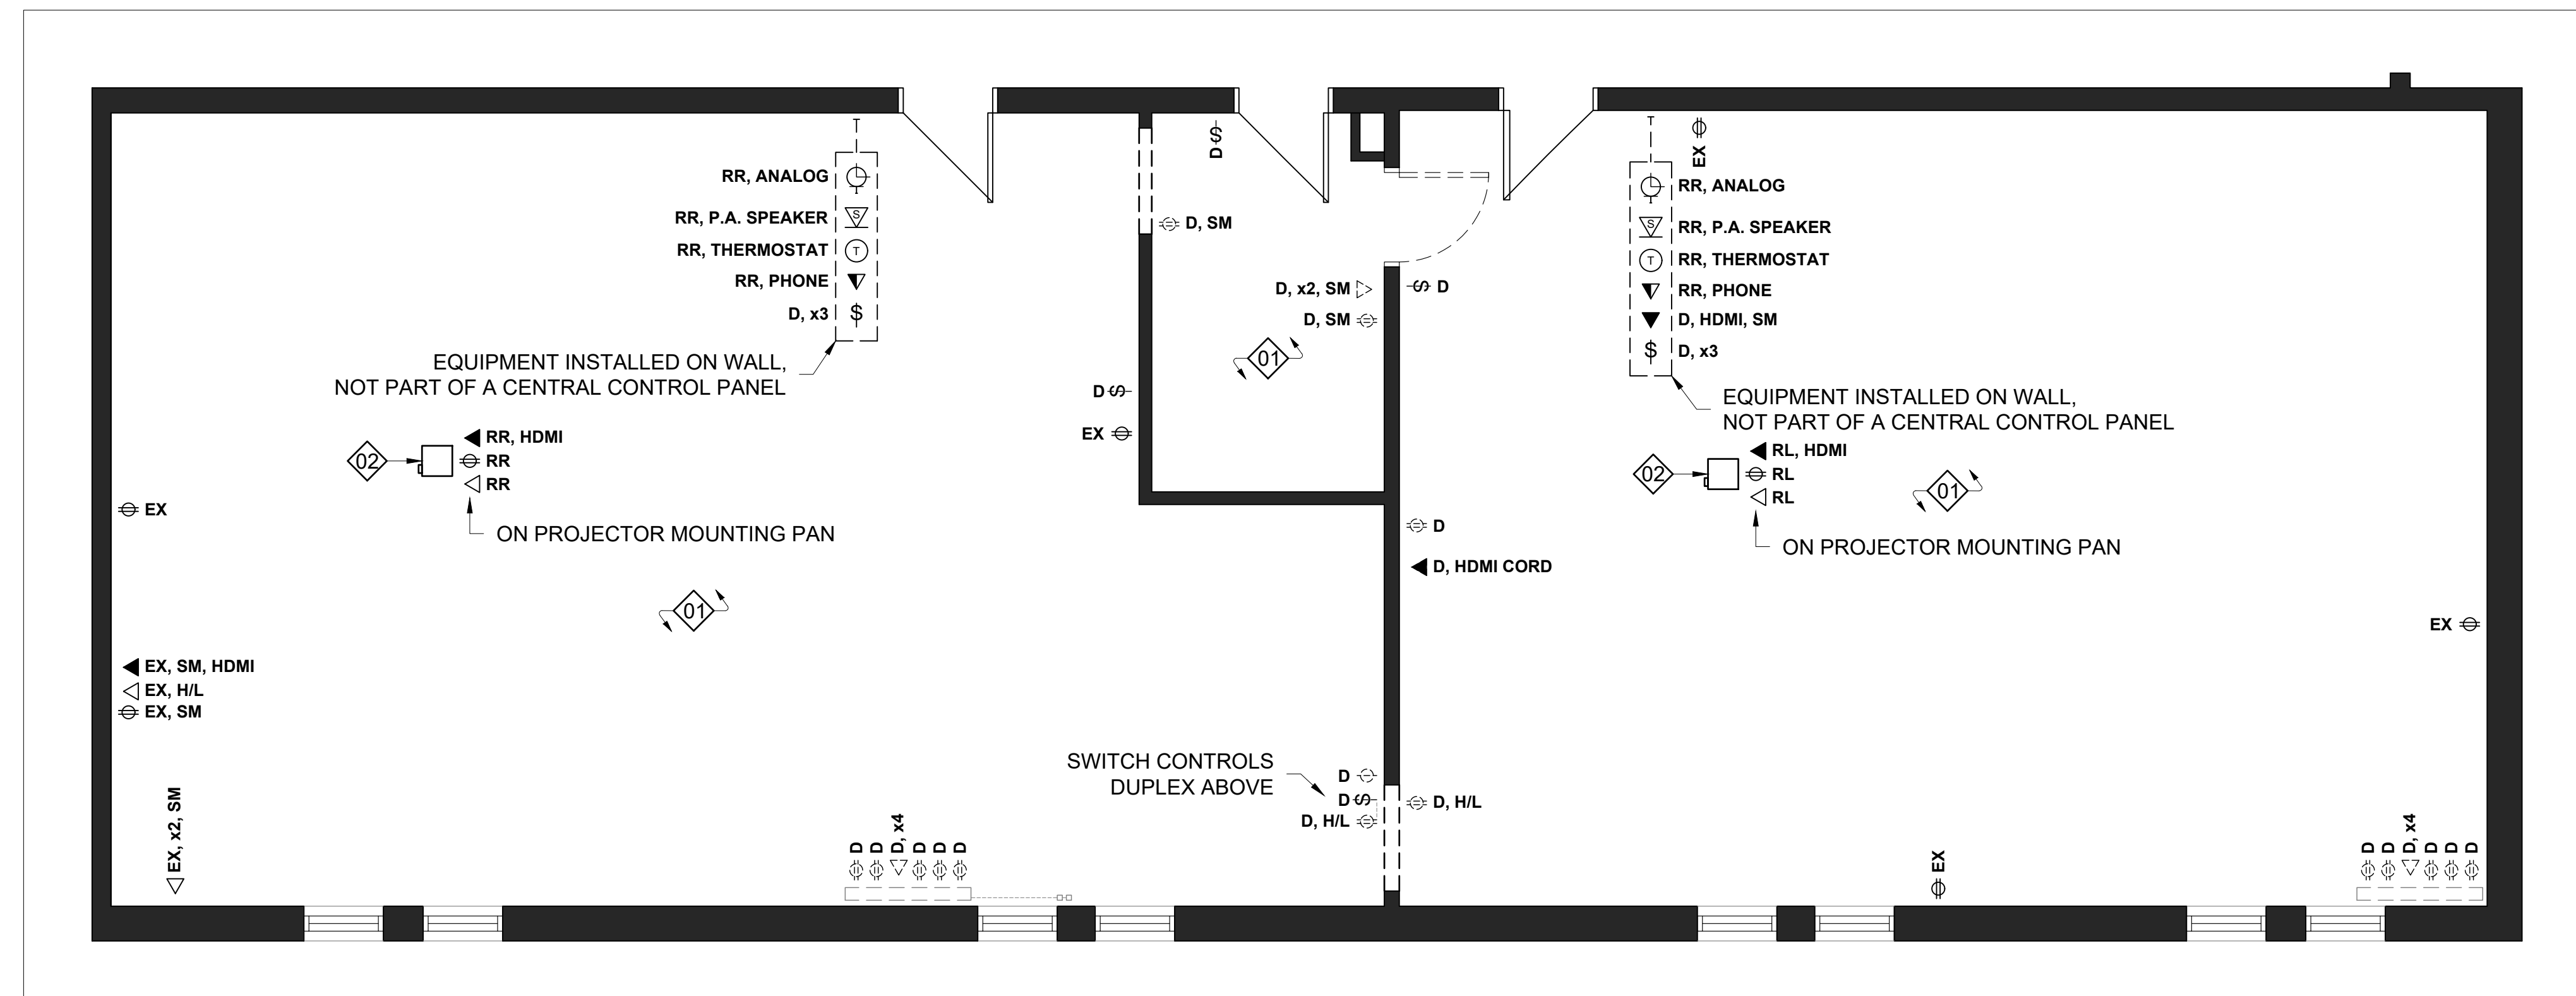 RR, ANALOG
S
RR, P.A. SPEAKER
T
RR, THERMOSTAT
RR, PHONE
D, x3
$
EQUIPMENT INSTALLED ON WALL,
NOT PART OF A CENTRAL CONTROL PANEL
02
RR, HDMI
RR
RR
ON PROJECTOR MOUNTING PAN
EX
01
EX, SM, HDMI
EX, H/L
EX, SM
EX, x2, SM
D
D
D, x4
D
D
D
D $
D, SM
D, x2, SM
D, SM
01
D $
EX
SWITCH CONTROLS
DUPLEX ABOVE
D
D $
D, H/L
$ D
D
D, HDMI CORD
D, H/L
EX
RR, ANALOG
S
RR, P.A. SPEAKER
T
RR, THERMOSTAT
RR, PHONE
D, HDMI, SM
$
D, x3
EQUIPMENT INSTALLED ON WALL,
NOT PART OF A CENTRAL CONTROL PANEL
02
RL, HDMI
RL
RL
01
ON PROJECTOR MOUNTING PAN
EX
EX
D
D
D, x4
D
D
D